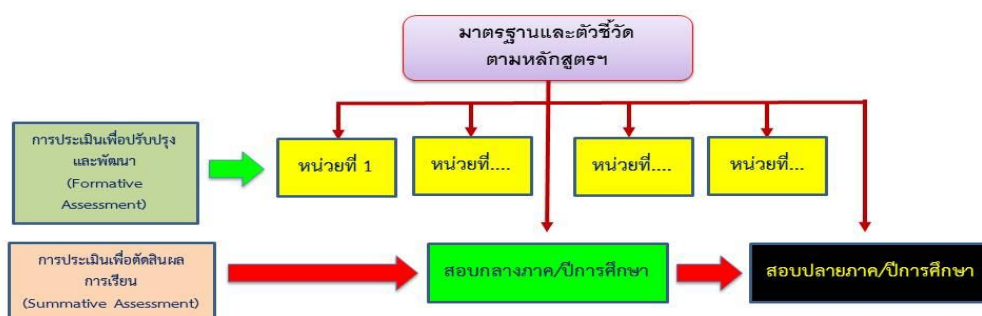 มาตรฐานและตัวชี้วัด
ตามหลักสูตรฯ
การประเมินเพื่อปรับปรุง
และพัฒนา
(Formative
Assessment)
หน่วยที่ 1
หน่วยที่....
หน่วยที่....
หน่วยที่...
การประเมินเพื่อตัดสินผล
การเรียน
(Summative Assessment)
สอบกลางภาค/ปีการศึกษา
สอบปลายภาค/ปีการศึกษา